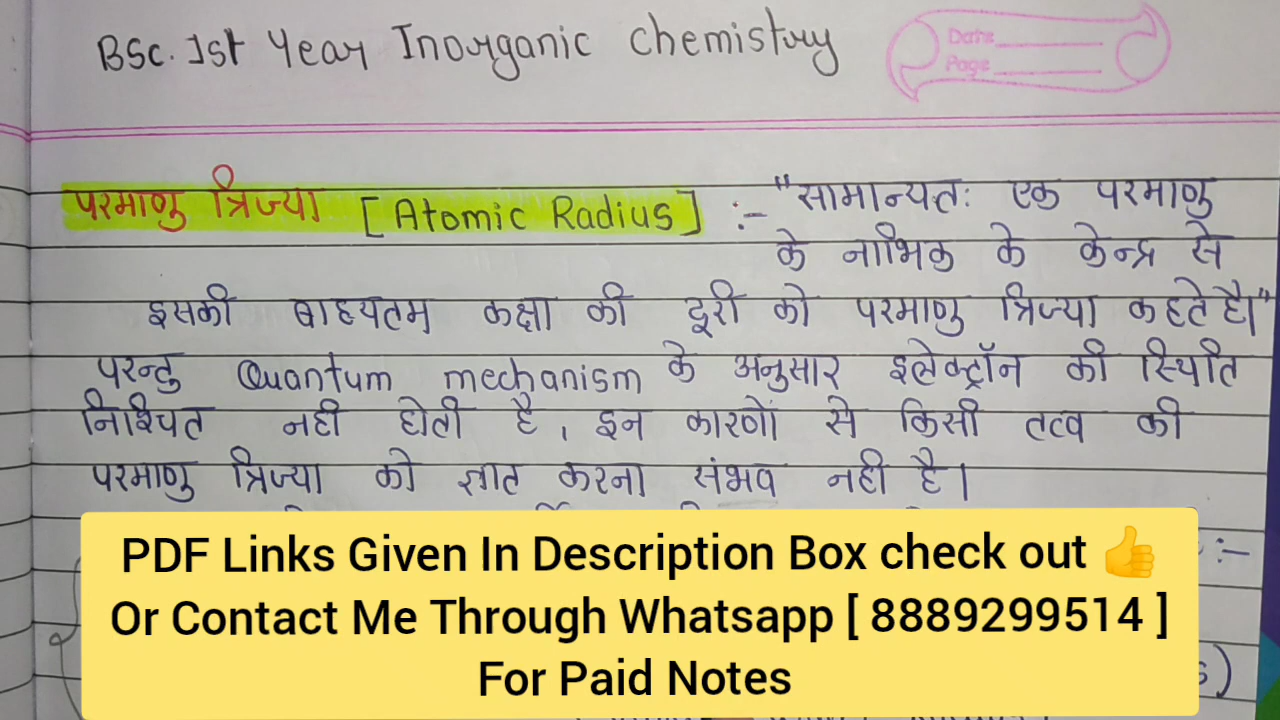 BSc. 1st Year Inorganic Chemistry
Date
Page
परमाणु त्रिज्या [Atomic Radius] :- "सामान्यतः एक परमाणु
के नाभिक के केन्द्र से
इसकी बाहयतम कक्षा की दूरी को परमाणु त्रिज्या कहते है।"
परन्तु Quantum mechanism के अनुसार इलेक्ट्रॉन की स्थिति
निश्चित नही होती है, इन कारणों से किसी तत्व की
परमाणु त्रिज्या को ज्ञात करना संभव नही है।
PDF Links Given In Description Box check out 👍
Or Contact Me Through Whatsapp [ 8889299514 ]
For Paid Notes